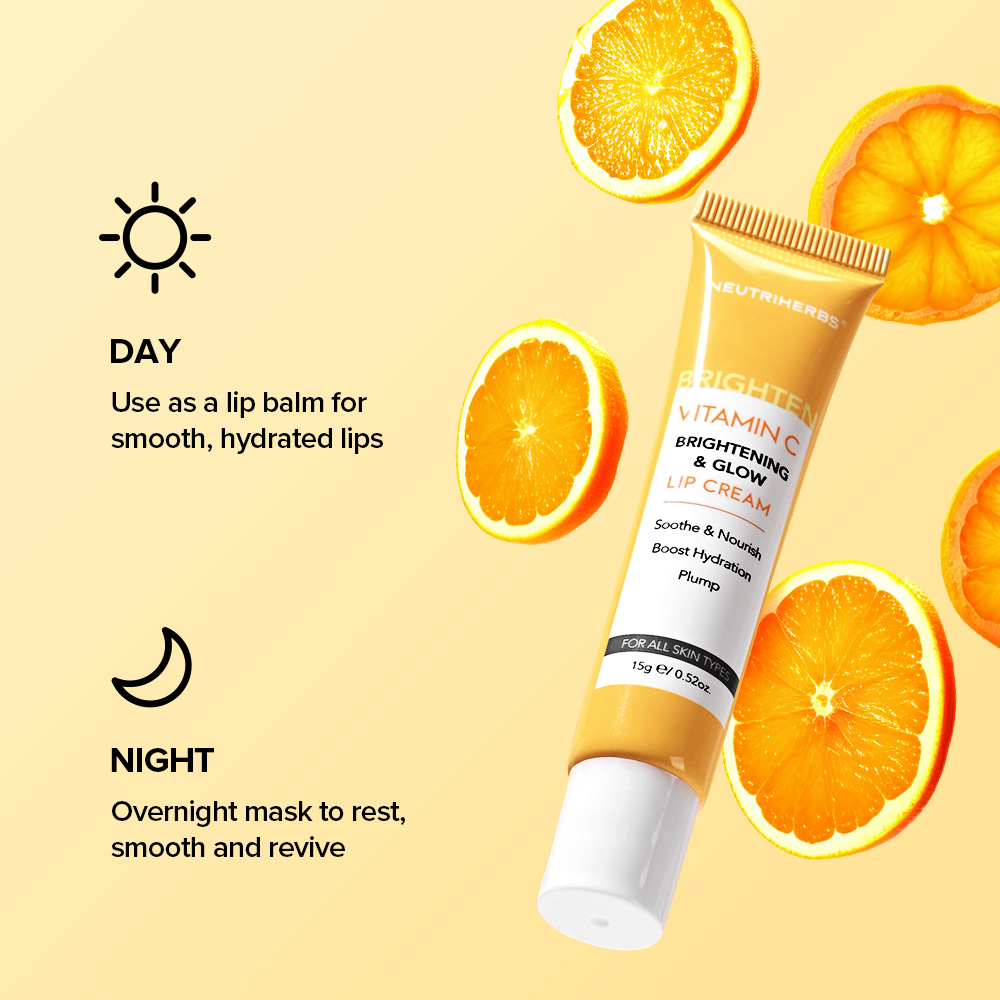 DAY
Use as a lip balm for
smooth, hydrated lips
NIGHT
Overnight mask to rest,
smooth and revive
NEUTRIHERBS®
BRIGHTEN
VITAMIN C
BRIGHTENING
& GLOW
LIP CREAM
Soothe & Nourish
Boost Hydration
Plump
FOR ALL SKIN TYPES
15g ℮/ 0.52oz.